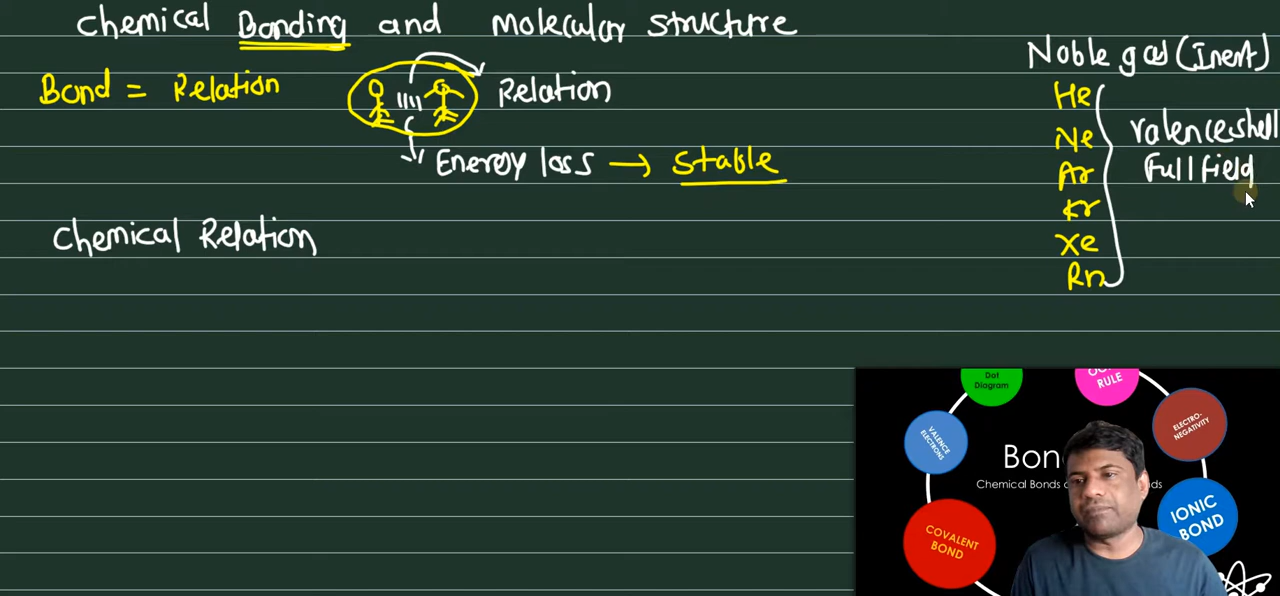 Chemical Bonding and molecular structure
Noble gas (Inert)
Bond = Relation
Relation
He
Ne
Ar
Kr
Xe
Rn
valence shell
Full field
Energy loss → stable
Chemical Relation
Dot
Diagram
RULE
ELECTRO-
NEGATIVITY
VALENCE
ELECTRONS
Chemical Bonds
IONIC
BOND
COVALENT
BOND